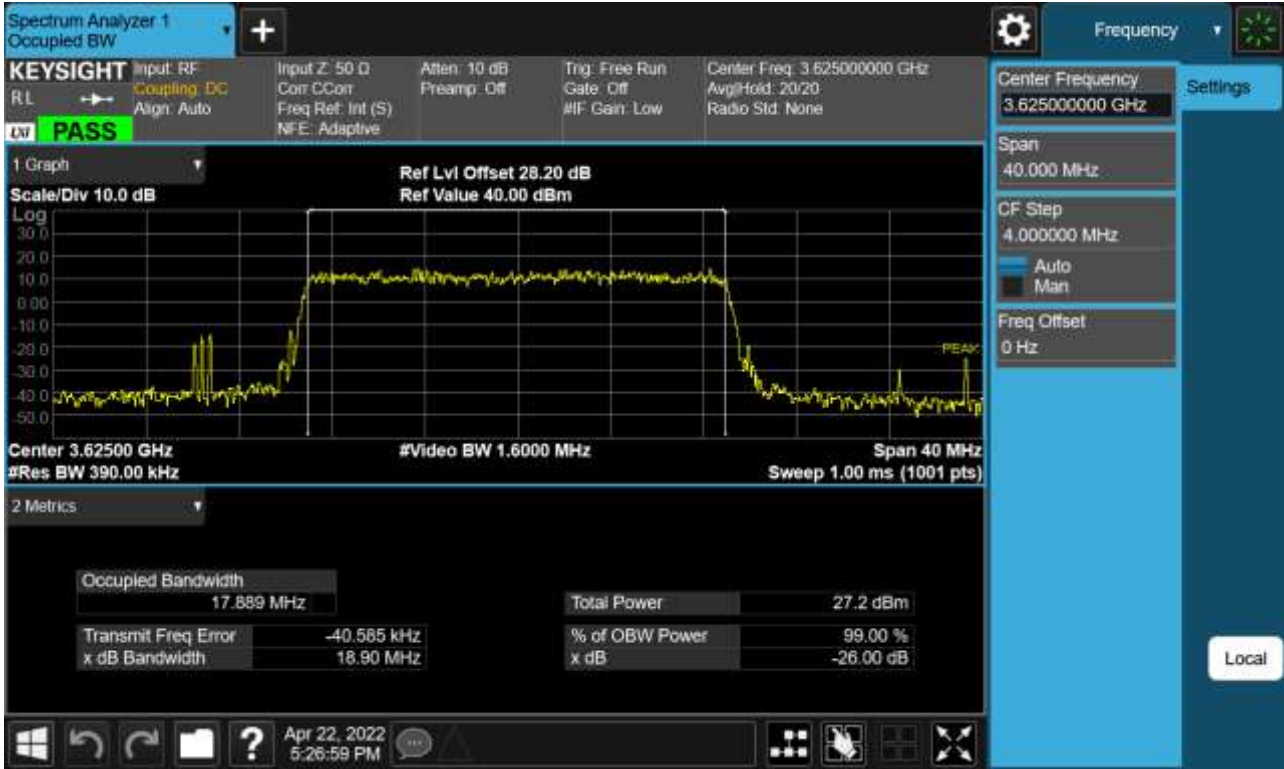 Spectrum Analyzer 1
Occupied BW
+
Frequency
KEYSIGHT
RL
LXI
PASS
Input: RF
Coupling: DC
Align: Auto
Input Z: 50 Ω
Corr CCorr
Freq Ref: Int (S)
NFE: Adaptive
Atten: 10 dB
Preamp: Off
Trig: Free Run
Gate: Off
#IF Gain: Low
Center Freq: 3.625000000 GHz
Avg|Hold: 20/20
Radio Std: None
1 Graph
Scale/Div 10.0 dB
Ref Lvl Offset 28.20 dB
Ref Value 40.00 dBm
Log
30.0
20.0
10.0
0.00
-10.0
-20.0
-30.0
-40.0
-50.0
PEAK
Center 3.62500 GHz
#Res BW 390.00 kHz
#Video BW 1.6000 MHz
Span 40 MHz
Sweep 1.00 ms (1001 pts)
2 Metrics
Occupied Bandwidth
17.889 MHz
Transmit Freq Error -40.585 kHz
x dB Bandwidth 18.90 MHz
Total Power 27.2 dBm
% of OBW Power 99.00 %
x dB -26.00 dB
Center Frequency
3.625000000 GHz
Span
40.000 MHz
CF Step
4.000000 MHz
Auto
Man
Freq Offset
0 Hz
Settings
Local
?
Apr 22, 2022
5:26:59 PM